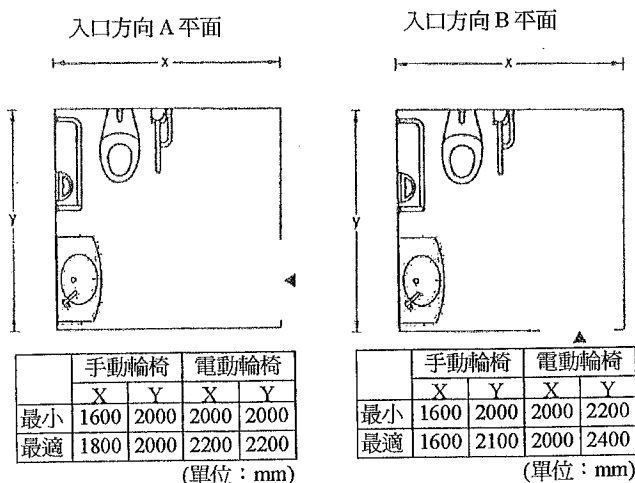 入口方向 A 平面
X
Y
手動輪椅 電動輪椅
X Y X Y
最小 1600 2000 2000 2000
最適 1800 2000 2200 2200
(單位：mm)
入口方向 B 平面
X
Y
手動輪椅 電動輪椅
X Y X Y
最小 1600 2000 2000 2200
最適 1600 2100 2000 2400
(單位：mm)